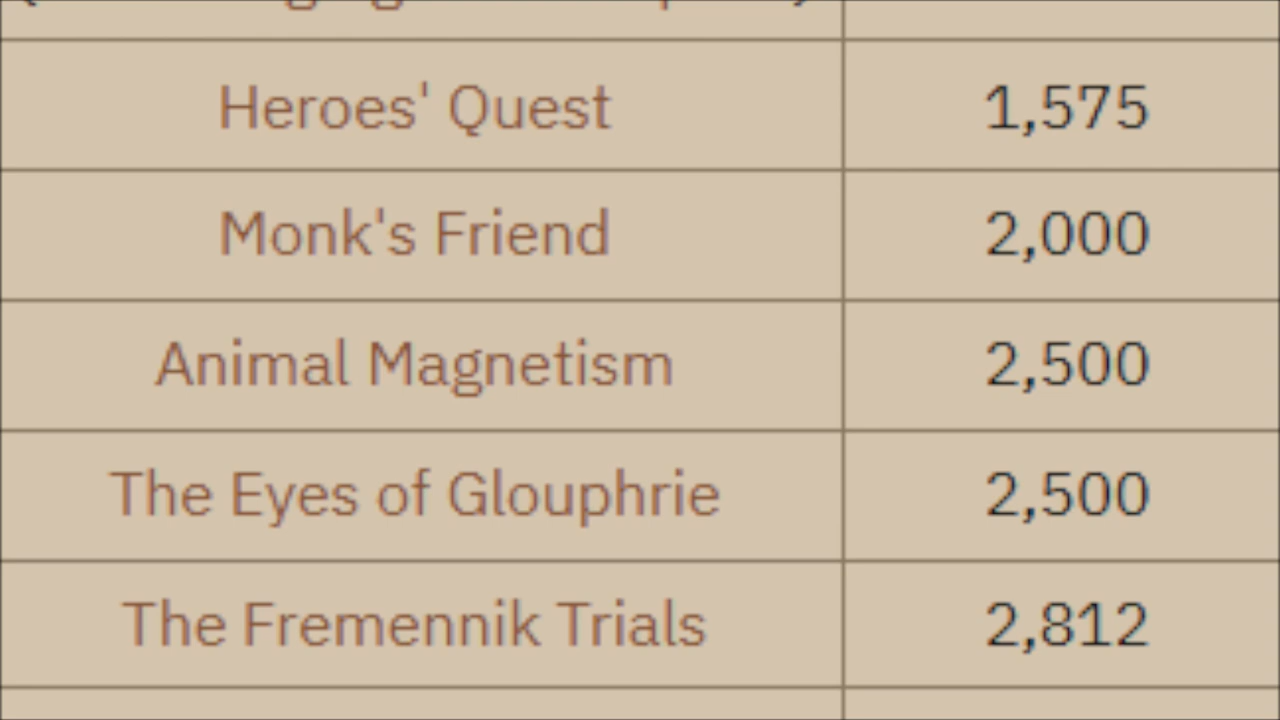 Heroes' Quest 1,575
Monk's Friend 2,000
Animal Magnetism 2,500
The Eyes of Glouphrie 2,500
The Fremennik Trials 2,812